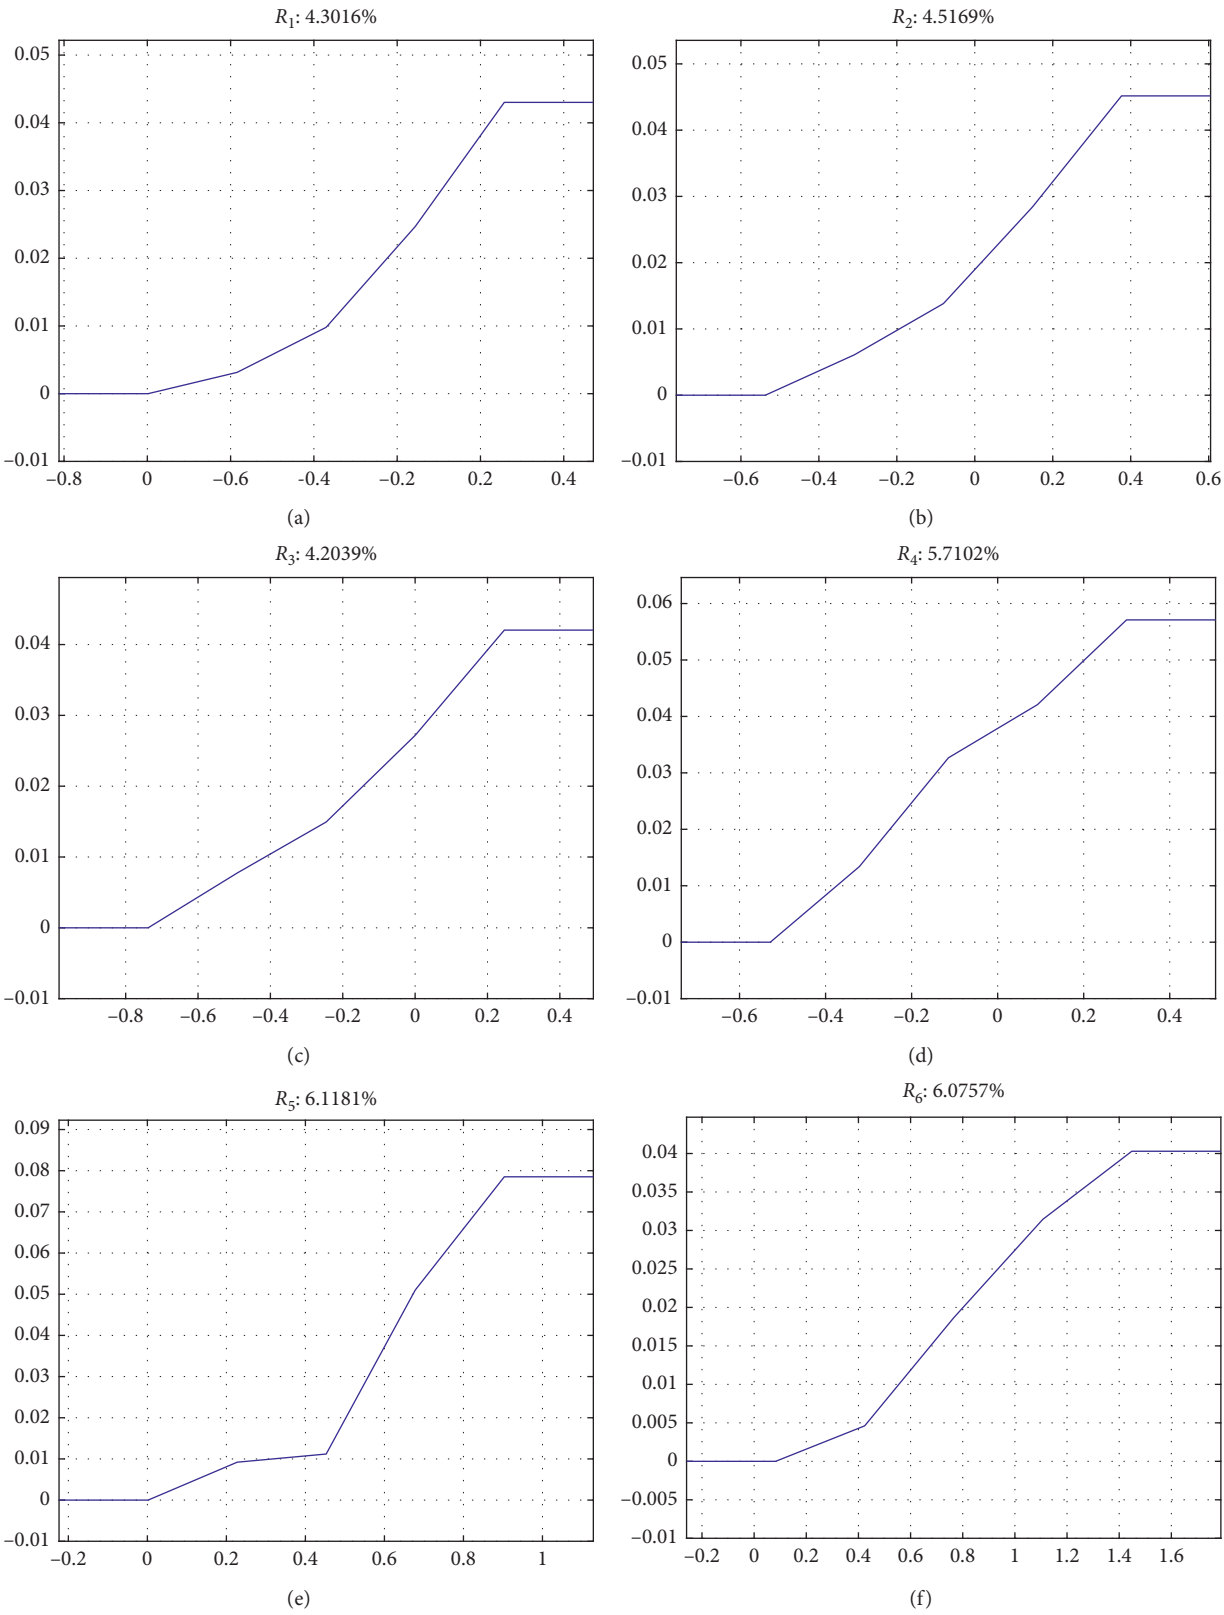 R1: 4.3016%
0.05
0.04
0.03
0.02
0.01
0
–0.01
–0.8 0 –0.6 –0.4 –0.2 0.2 0.4
(a)
R2: 4.5169%
0.05
0.04
0.03
0.02
0.01
0
–0.01
–0.6 –0.4 –0.2 0 0.2 0.4 0.6
(b)
R3: 4.2039%
0.04
0.03
0.02
0.01
0
–0.01
–0.8 –0.6 –0.4 –0.2 0 0.2 0.4
(c)
R4: 5.7102%
0.06
0.05
0.04
0.03
0.02
0.01
0
–0.01
–0.6 –0.4 –0.2 0 0.2 0.4
(d)
R5: 6.1181%
0.09
0.08
0.07
0.06
0.05
0.04
0.03
0.02
0.01
0
–0.01
–0.2 0 0.2 0.4 0.6 0.8 1
(e)
R6: 6.0757%
0.04
0.035
0.03
0.025
0.02
0.015
0.01
0.005
0
–0.005
–0.01
–0.2 0 0.4 0.6 0.8 1 1.2 1.4 1.6
(f)